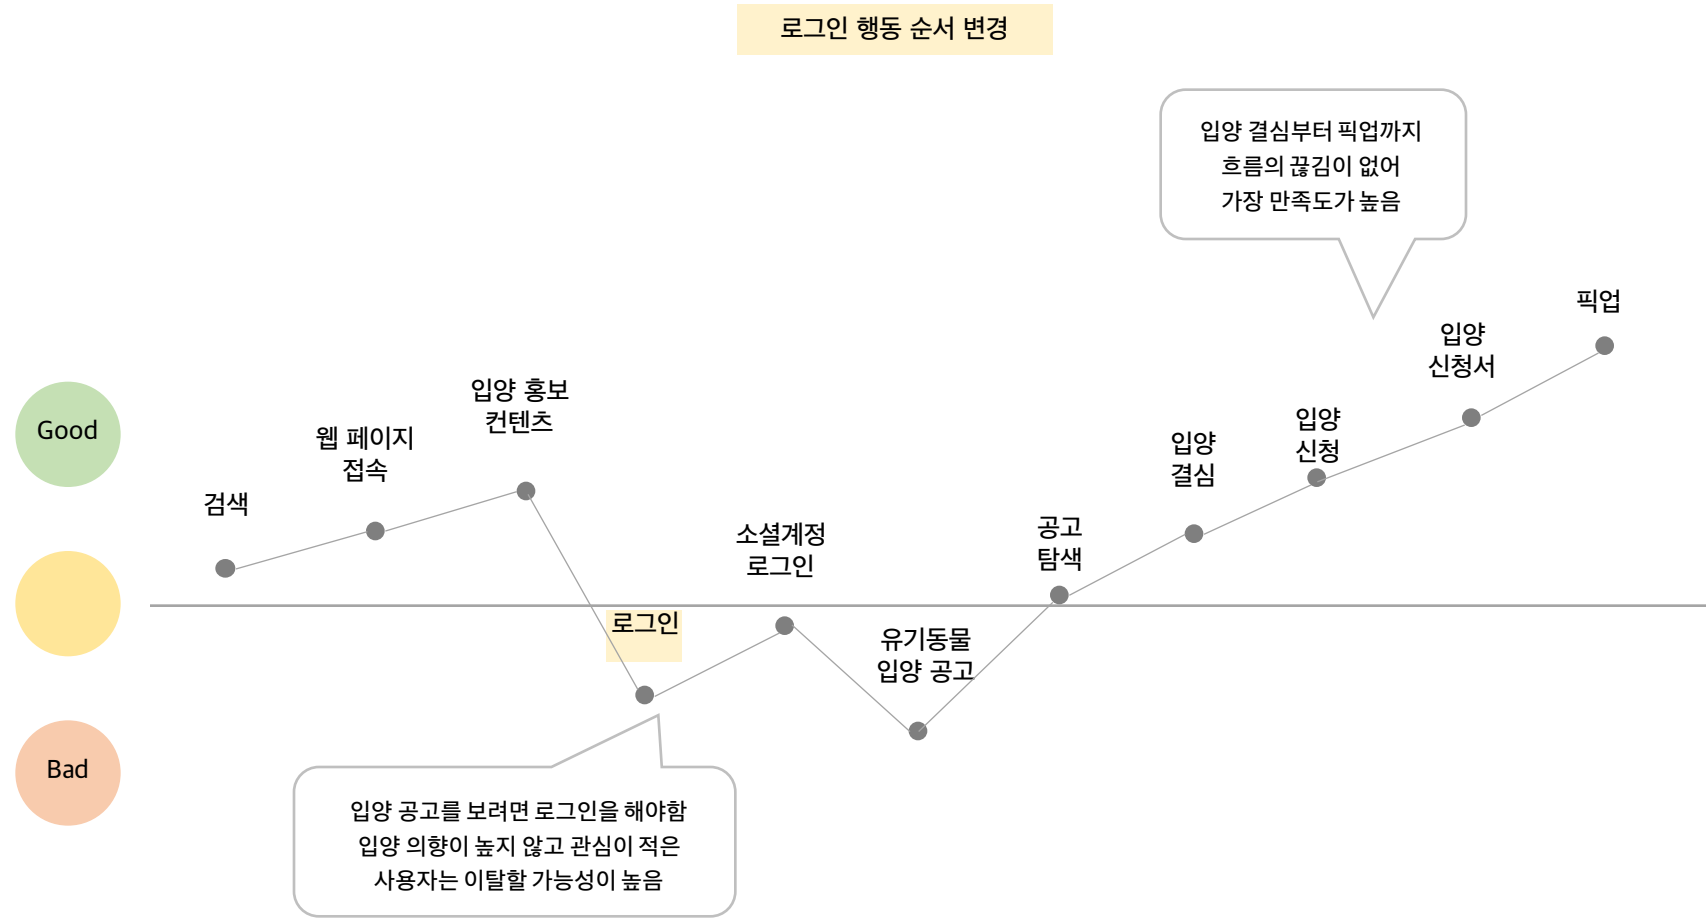 로그인 행동 순서 변경
입양 결심부터 픽업까지
흐름의 끊김이 없어
가장 만족도가 높음
Good
Bad
검색
웹 페이지
접속
입양 홍보
컨텐츠
로그인
소셜계정
로그인
유기동물
입양 공고
공고
탐색
입양
결심
입양
신청
입양
신청서
픽업
입양 공고를 보려면 로그인을 해야함
입양 의향이 높지 않고 관심이 적은
사용자는 이탈할 가능성이 높음